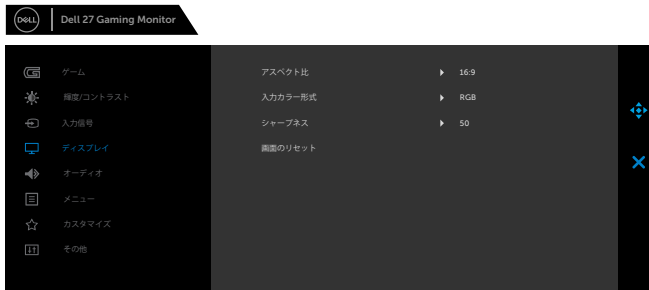 DELL
Dell 27 Gaming Monitor
ゲーム
輝度/コントラスト
入力信号
ディスプレイ
オーディオ
メニュー
カスタマイズ
その他
アスペクト比 16:9
入力カラー形式 RGB
シャープネス 50
画面のリセット